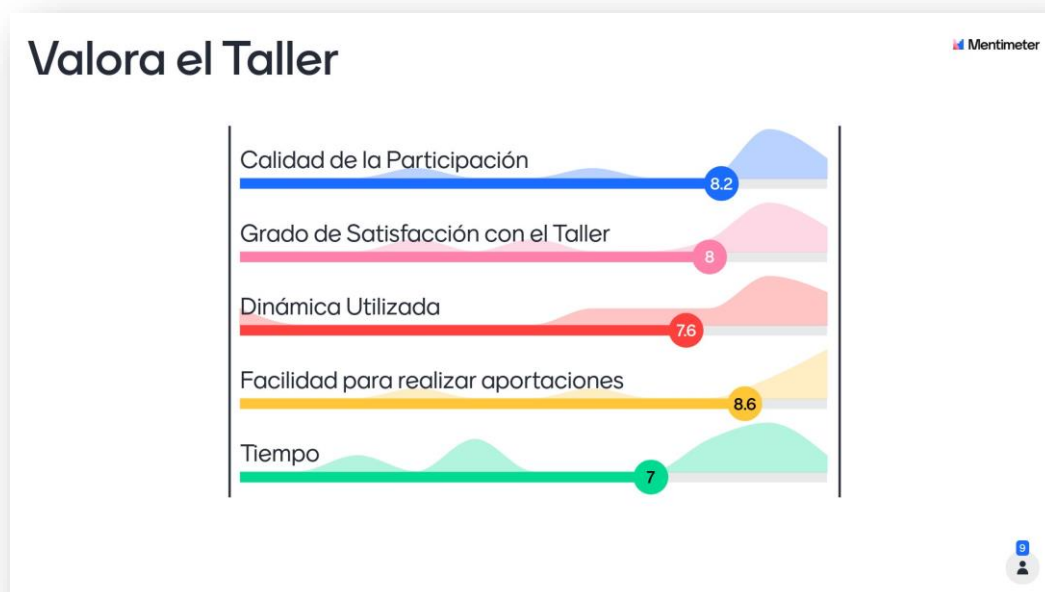 Valora el Taller
Mentimeter
Calidad de la Participación
8.2
Grado de Satisfacción con el Taller
8
Dinámica Utilizada
7.6
Facilidad para realizar aportaciones
8.6
Tiempo
7
9